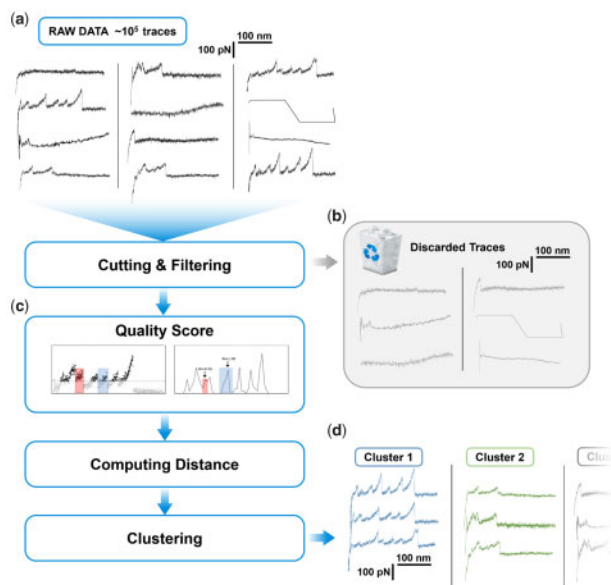 (a)
RAW DATA ~10⁵ traces
100 nm
100 pN
Cutting & Filtering
(b)
Discarded Traces
100 nm
100 pN
(c)
Quality Score
Computing Distance
Clustering
(d)
Cluster 1
Cluster 2
Clus
100 nm
100 pN